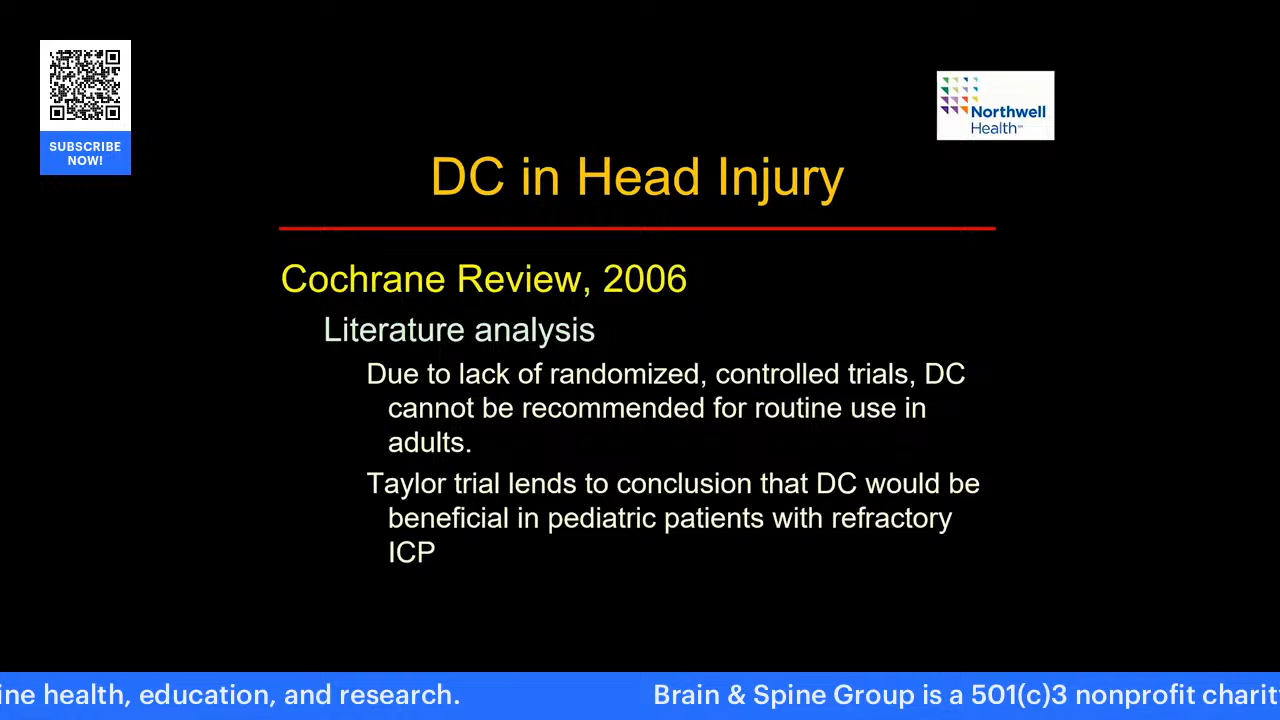 SUBSCRIBE
NOW!
Northwell
Health
DC in Head Injury
Cochrane Review, 2006
Literature analysis
Due to lack of randomized, controlled trials, DC
cannot be recommended for routine use in
adults.
Taylor trial lends to conclusion that DC would be
beneficial in pediatric patients with refractory
ICP
ine health, education, and research.
Brain & Spine Group is a 501(c)3 nonprofit charit